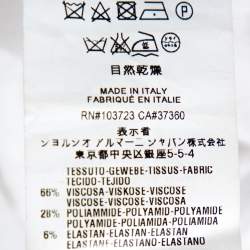 自然乾燥
MADE IN ITALY
FABRIQUÉ EN ITALIE
RN#103723 CA#37360
表示者
ジョルジオ アルマーニ ジャパン株式会社
東京都中央区銀座5-5-4
TESSUTO-GEWEBE-TISSUS-FABRIC
TECIDO-TEJIDO
66% VISCOSA-VISKOSE-VISCOSE
VISCOSE-VISCOSE-VISCOSA
28% POLIAMMIDE-POLYAMID-POLYAMIDE
POLYAMIDE-POLIAMIDA-POLIAMIDA
6% ELASTAN-ELASTAN-ELASTANE
ELASTANE-ELASTANO-ELASTANO